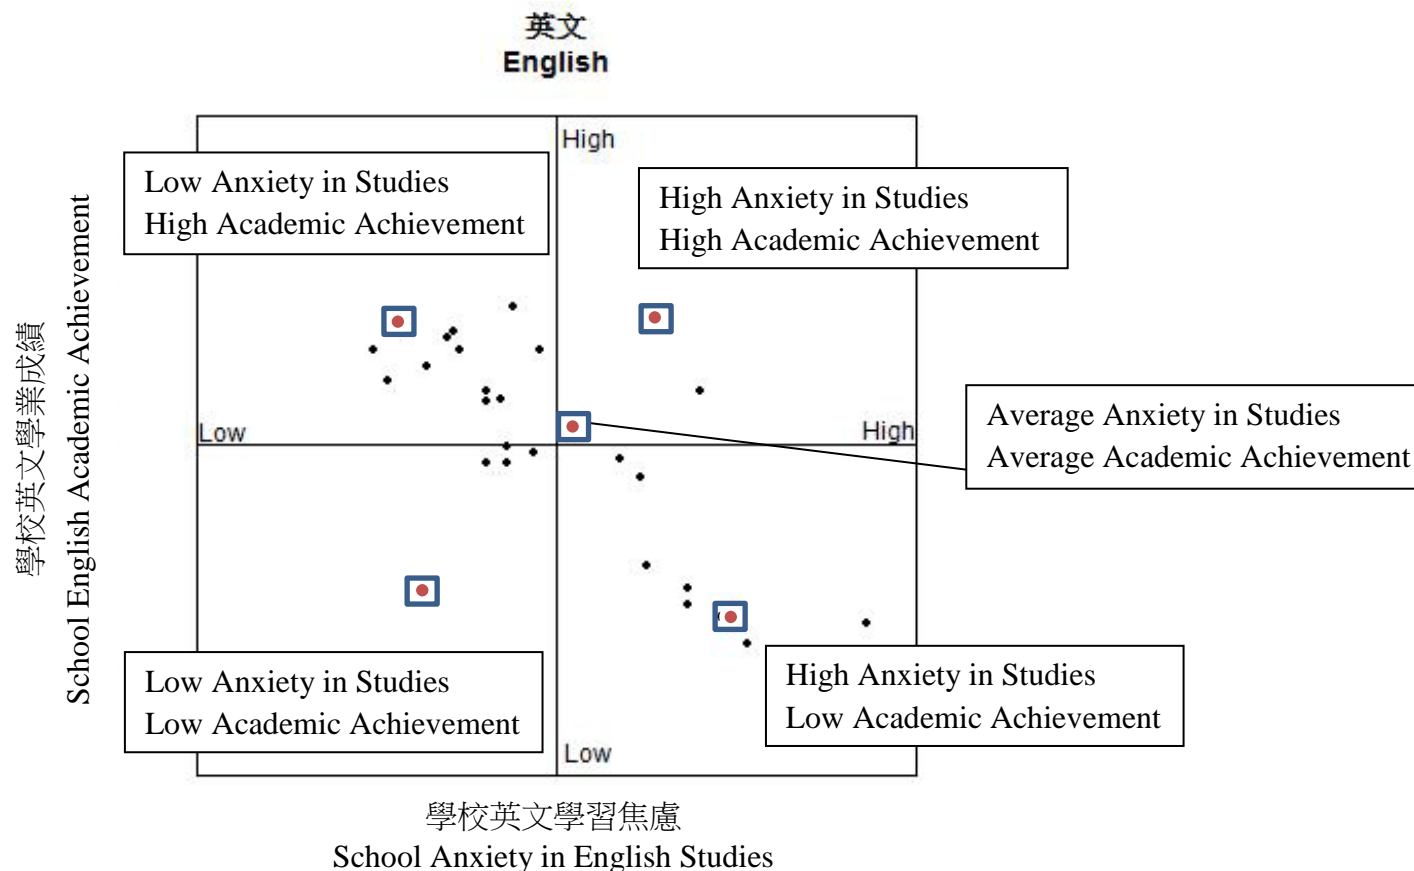 英文
English
High
Low Anxiety in Studies
High Academic Achievement
High Anxiety in Studies
High Academic Achievement
學校英文學業成績
School English Academic Achievement
Low
High
Average Anxiety in Studies
Average Academic Achievement
Low Anxiety in Studies
Low Academic Achievement
High Anxiety in Studies
Low Academic Achievement
Low
學校英文學習焦慮
School Anxiety in English Studies